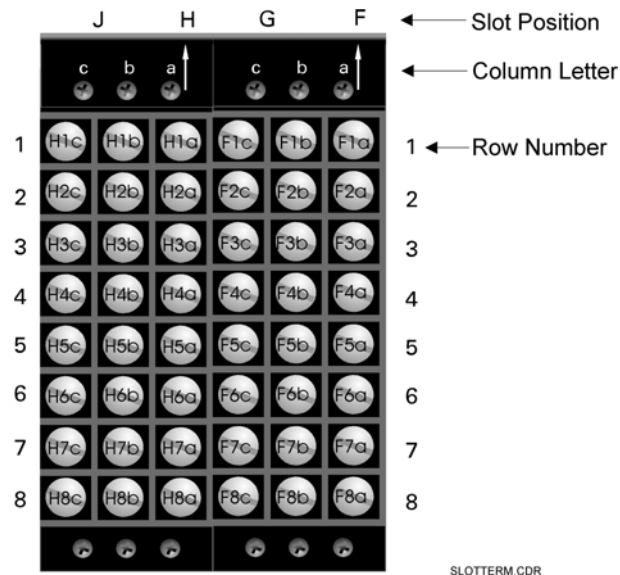 J H G F Slot Position
c b a c b a Column Letter
1 H1c H1b H1a F1c F1b F1a 1 Row Number
2 H2c H2b H2a F2c F2b F2a 2
3 H3c H3b H3a F3c F3b F3a 3
4 H4c H4b H4a F4c F4b F4a 4
5 H5c H5b H5a F5c F5b F5a 5
6 H6c H6b H6a F6c F6b F6a 6
7 H7c H7b H7a F7c F7b F7a 7
8 H8c H8b H8a F8c F8b F8a 8
SLOTTERM.CDR